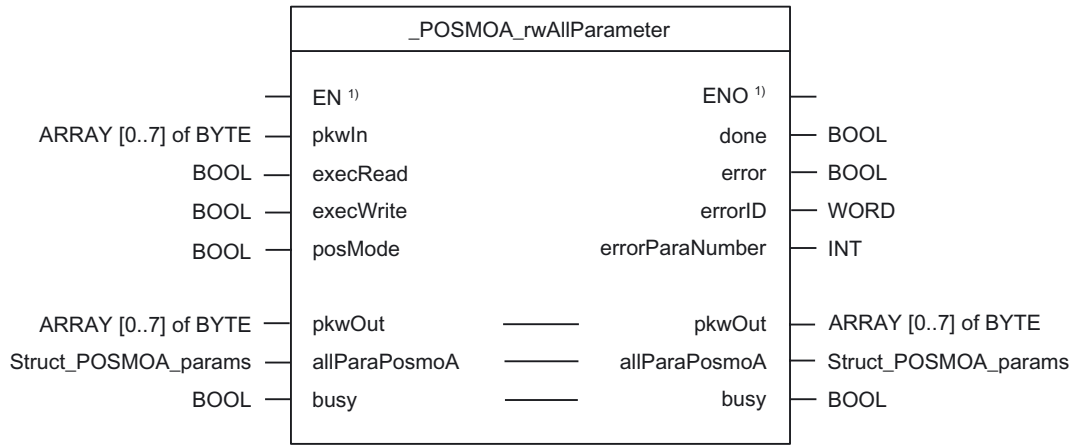 _POSMOA_rwAllParameter
EN 1) ENO 1)
ARRAY [0..7] of BYTE pkwIn done BOOL
BOOL execRead error BOOL
BOOL execWrite errorID WORD
BOOL posMode errorParaNumber INT
ARRAY [0..7] of BYTE pkwOut pkwOut ARRAY [0..7] of BYTE
Struct_POSMOA_params allParaPosmoA allParaPosmoA Struct_POSMOA_params
BOOL busy busy BOOL